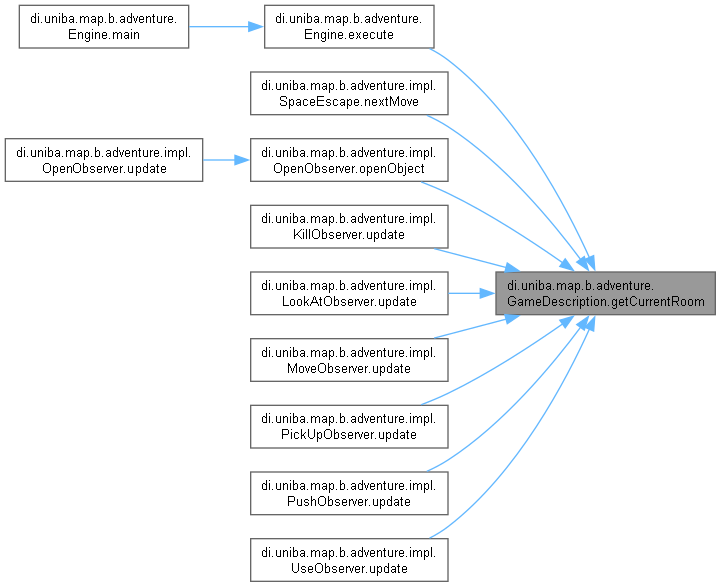 di.uniba.map.b.adventure.
Engine.main
di.uniba.map.b.adventure.
Engine.execute
di.uniba.map.b.adventure.impl.
SpaceEscape.nextMove
di.uniba.map.b.adventure.impl.
OpenObserver.update
di.uniba.map.b.adventure.impl.
OpenObserver.openObject
di.uniba.map.b.adventure.impl.
KillObserver.update
di.uniba.map.b.adventure.
GameDescription.getCurrentRoom
di.uniba.map.b.adventure.impl.
LookAtObserver.update
di.uniba.map.b.adventure.impl.
MoveObserver.update
di.uniba.map.b.adventure.impl.
PickUpObserver.update
di.uniba.map.b.adventure.impl.
PushObserver.update
di.uniba.map.b.adventure.impl.
UseObserver.update